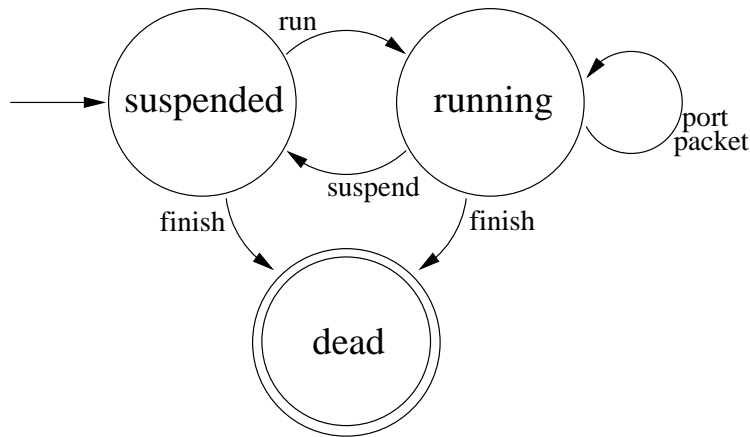 run
suspended
running
port
packet
suspend
finish
finish
dead